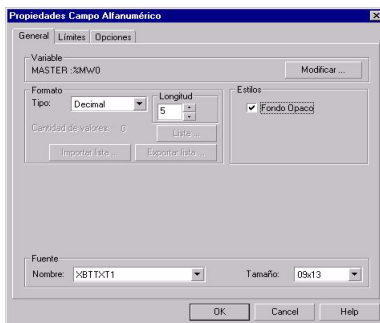 Propiedades Campo Alfanumérico
General Límites Opciones
Variable
MASTER :%MW0 Modificar ...
Formato Longitud Estilos
Tipo: Decimal 5 Fondo Opaco
Cantidad de valores: 0 Lista ...
Importar lista ... Exportar lista ...
Fuente
Nombre: XBTTXT1 Tamaño: 09x13
OK Cancel Help